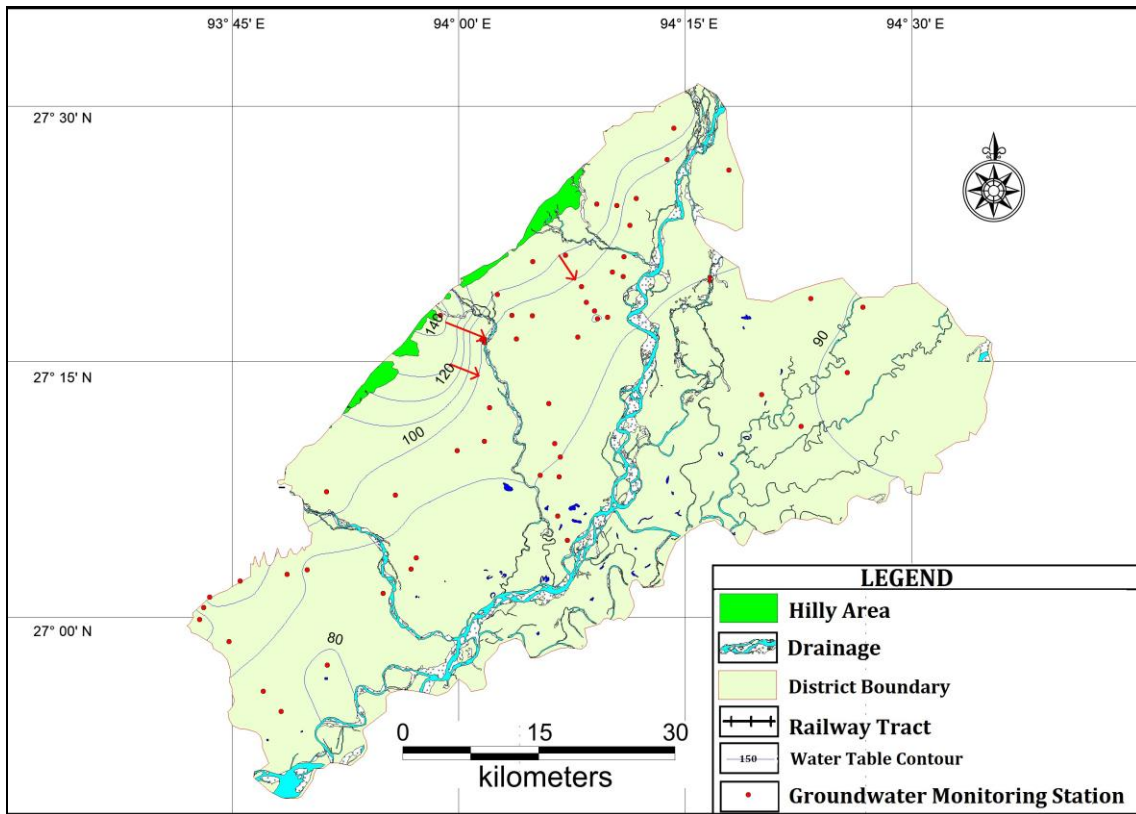 93° 45' E
94° 00' E
94° 15' E
94° 30' E
27° 30' N
140
27° 15' N
120
90
100
27° 00' N
80
0 15 30
kilometers
LEGEND
Hilly Area
Drainage
District Boundary
Railway Tract
150 Water Table Contour
Groundwater Monitoring Station